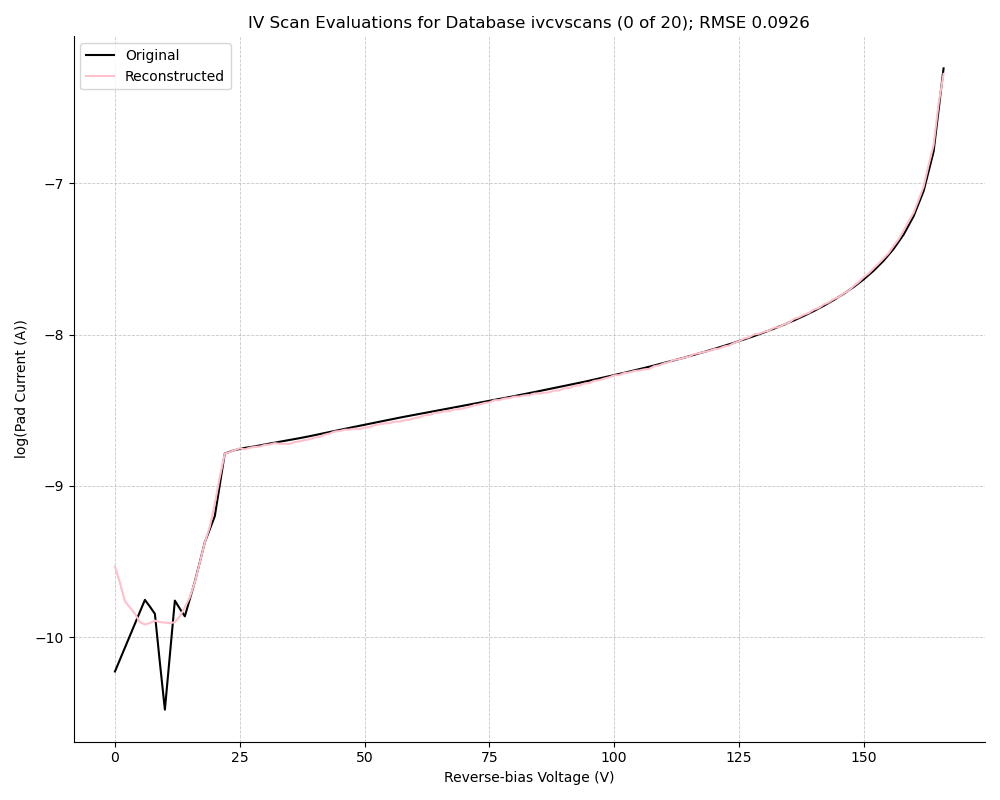 IV Scan Evaluations for Database ivcvscans (0 of 20); RMSE 0.0926
Original
Reconstructed
log(Pad Current (A))
−7
−8
−9
−10
0 25 50 75 100 125 150
Reverse-bias Voltage (V)